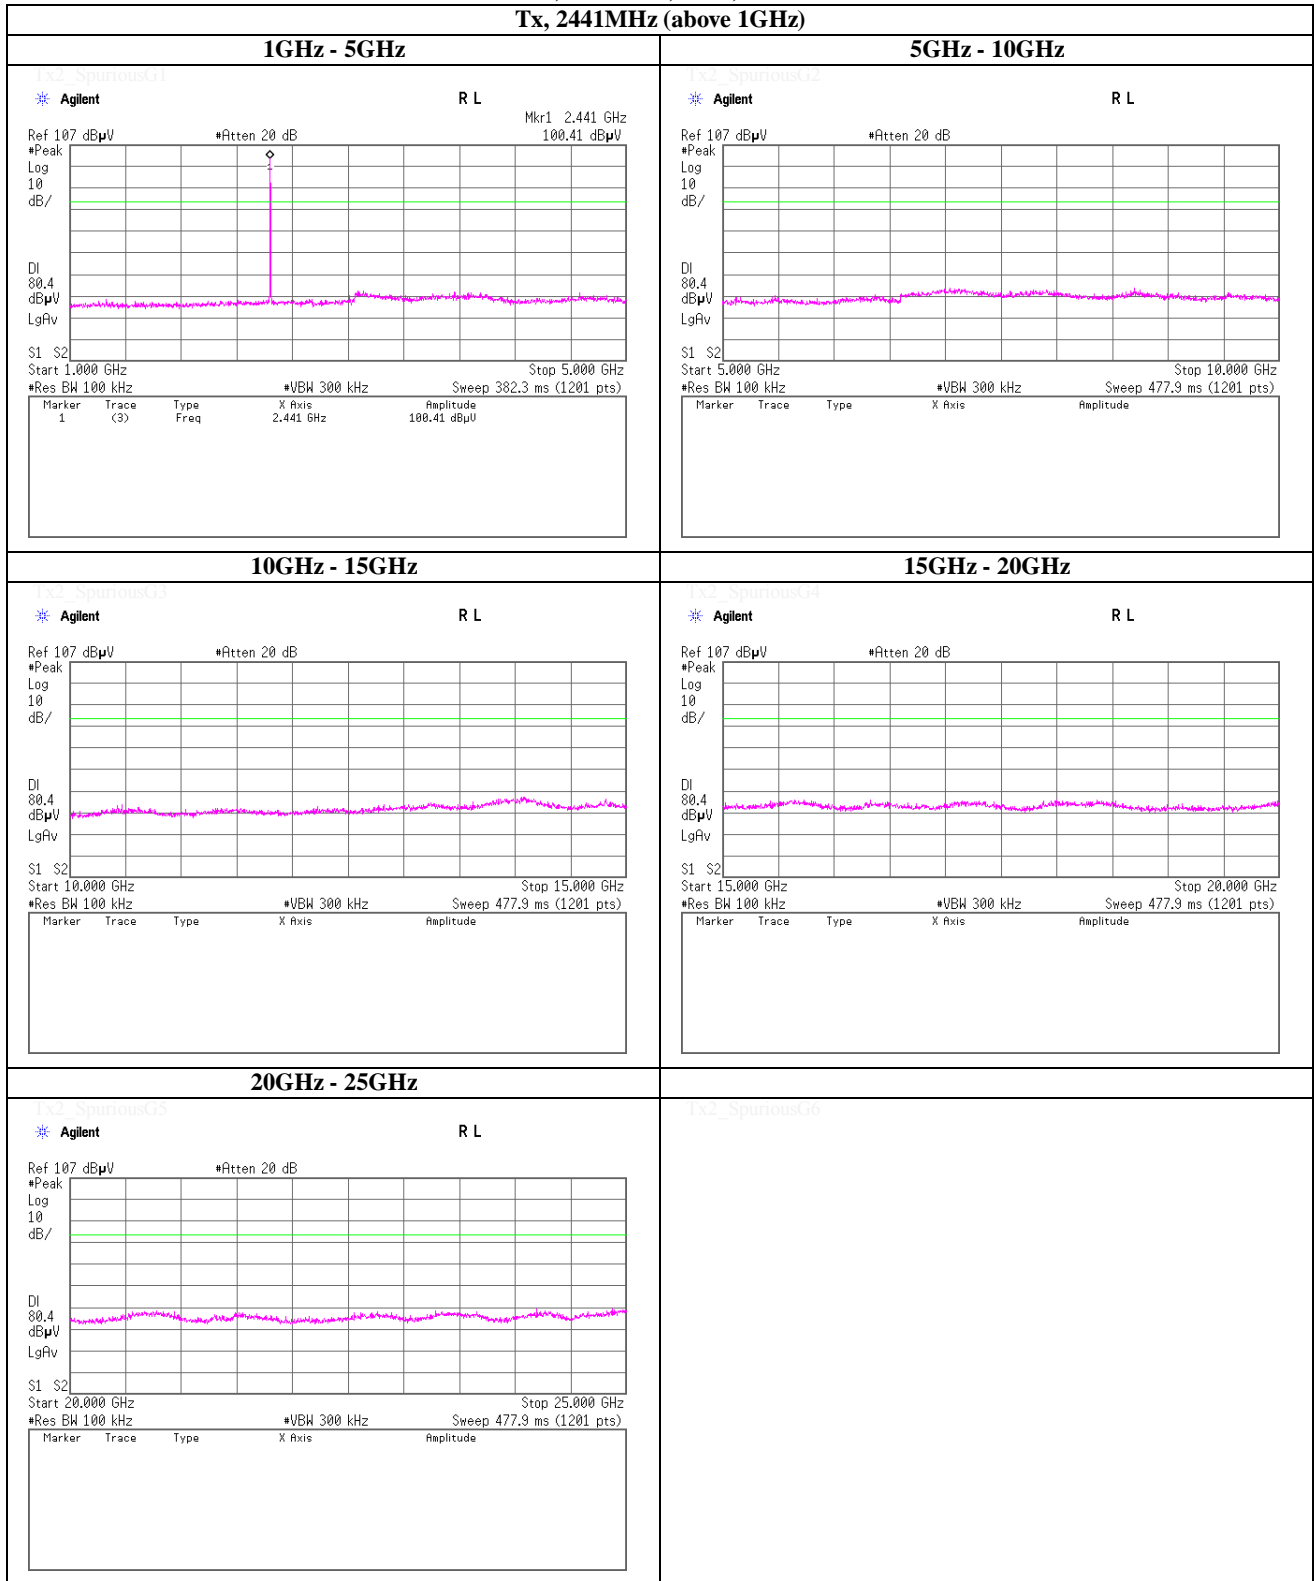 Tx, 2441MHz (above 1GHz)
1GHz - 5GHz
5GHz - 10GHz
Tx2_SpuriousG1
Agilent
R L
Mkr1 2.441 GHz
Ref 107 dBµV
#Atten 20 dB
100.41 dBµV
#Peak
Log
10
dB/
DI
80.4
dBµV
LgAv
S1 S2
Start 1.000 GHz
Stop 5.000 GHz
#Res BW 100 kHz
#VBW 300 kHz
Sweep 382.3 ms (1201 pts)
Marker Trace Type X Axis Amplitude
1 (3) Freq 2.441 GHz 100.41 dBµV
Tx2_SpuriousG2
Agilent
R L
Ref 107 dBµV
#Atten 20 dB
#Peak
Log
10
dB/
DI
80.4
dBµV
LgAv
S1 S2
Start 5.000 GHz
Stop 10.000 GHz
#Res BW 100 kHz
#VBW 300 kHz
Sweep 477.9 ms (1201 pts)
Marker Trace Type X Axis Amplitude
10GHz - 15GHz
15GHz - 20GHz
Tx2_SpuriousG3
Agilent
R L
Ref 107 dBµV
#Atten 20 dB
#Peak
Log
10
dB/
DI
80.4
dBµV
LgAv
S1 S2
Start 10.000 GHz
Stop 15.000 GHz
#Res BW 100 kHz
#VBW 300 kHz
Sweep 477.9 ms (1201 pts)
Marker Trace Type X Axis Amplitude
Tx2_SpuriousG4
Agilent
R L
Ref 107 dBµV
#Atten 20 dB
#Peak
Log
10
dB/
DI
80.4
dBµV
LgAv
S1 S2
Start 15.000 GHz
Stop 20.000 GHz
#Res BW 100 kHz
#VBW 300 kHz
Sweep 477.9 ms (1201 pts)
Marker Trace Type X Axis Amplitude
20GHz - 25GHz
Tx2_SpuriousG5
Agilent
R L
Ref 107 dBµV
#Atten 20 dB
#Peak
Log
10
dB/
DI
80.4
dBµV
LgAv
S1 S2
Start 20.000 GHz
Stop 25.000 GHz
#Res BW 100 kHz
#VBW 300 kHz
Sweep 477.9 ms (1201 pts)
Marker Trace Type X Axis Amplitude
Tx2_SpuriousG6